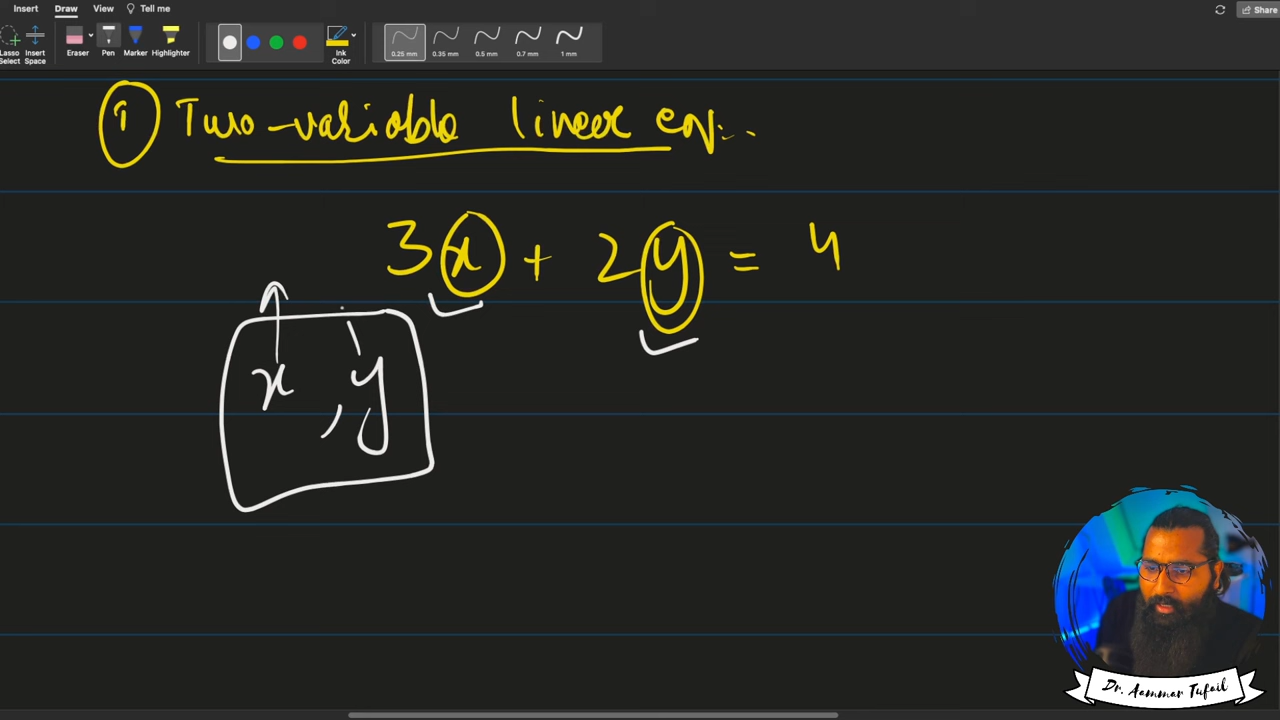 Insert Draw View Tell me Share
Lasso Select Insert Space Eraser Pen Marker Highlighter Ink Color 0.25 mm 0.35 mm 0.5 mm 0.7 mm 1 mm
① Two-variable linear eq:.
3x + 2y = 4
x , y
Dr. Aammar Tufail